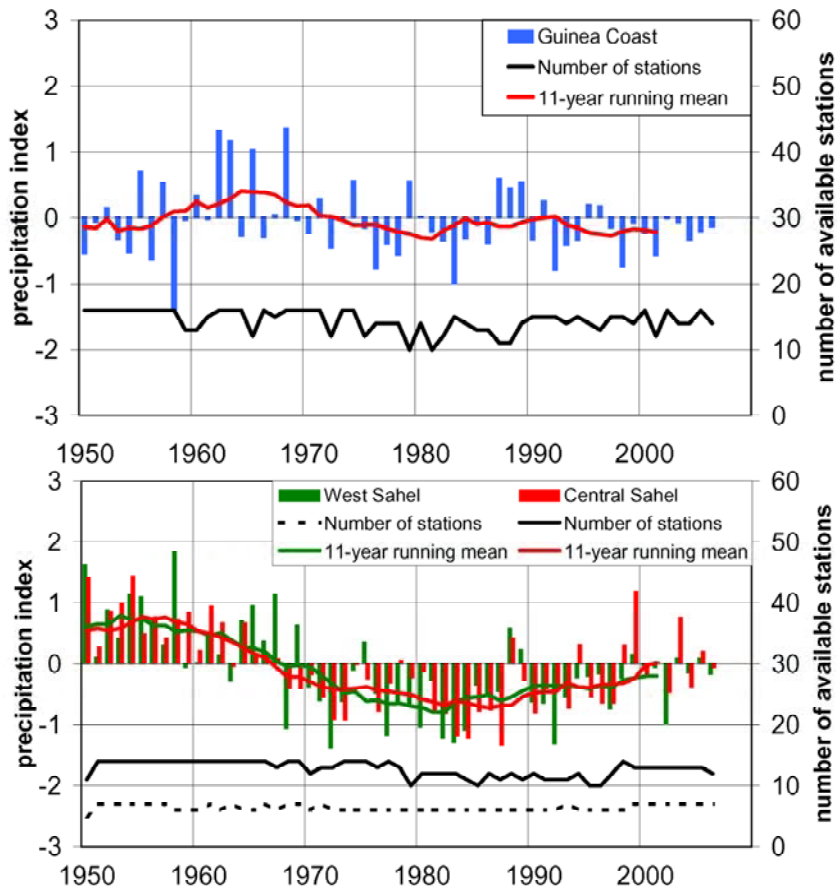 3
2
1
0
-1
-2
-3
precipitation index
Guinea Coast
Number of stations
11-year running mean
60
50
40
30
20
10
0
number of available stations
1950 1960 1970 1980 1990 2000
3
2
1
0
-1
-2
-3
precipitation index
West Sahel Central Sahel
Number of stations Number of stations
11-year running mean 11-year running mean
60
50
40
30
20
10
0
number of available stations
1950 1960 1970 1980 1990 2000